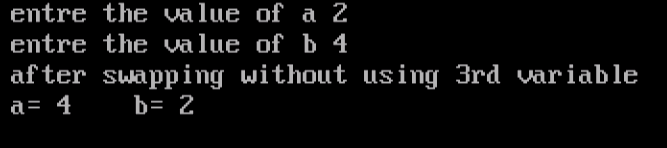 entre the value of a 2
entre the value of b 4
after swapping without using 3rd variable
a= 4    b= 2